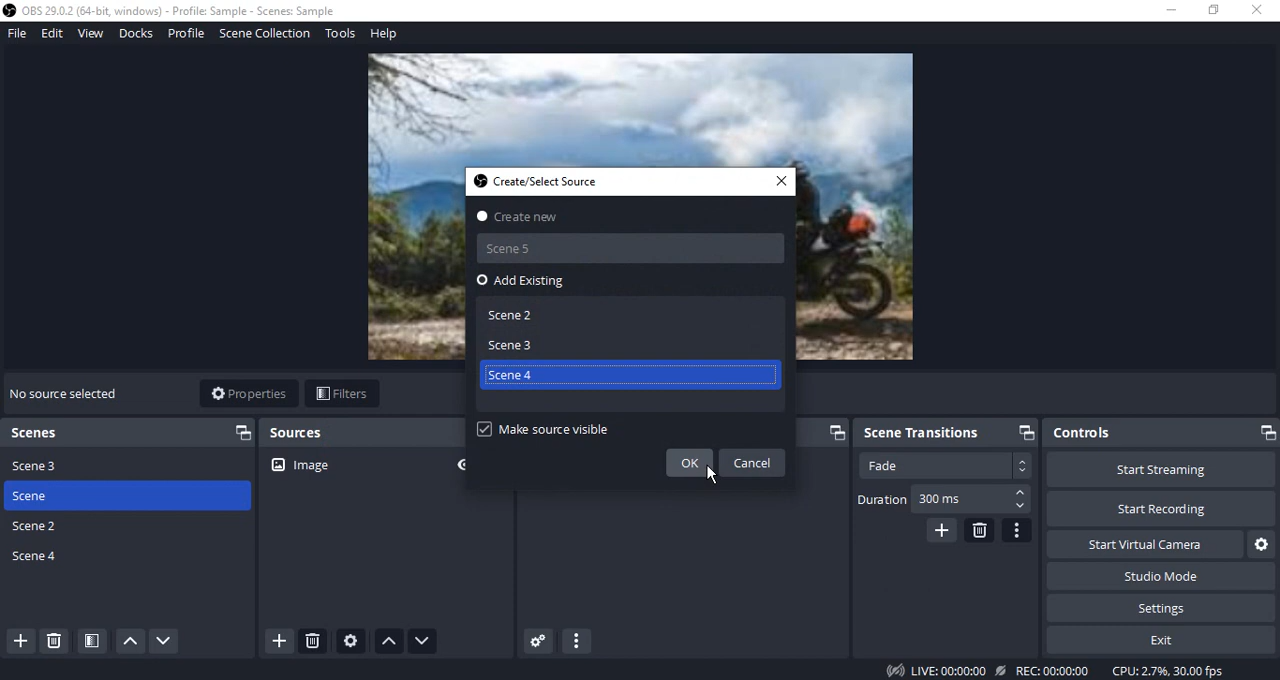 OBS 29.0.2 (64-bit, windows) - Profile: Sample - Scenes: Sample
File Edit View Docks Profile Scene Collection Tools Help
Create/Select Source
Create new
Scene 5
Add Existing
Scene 2
Scene 3
Scene 4
Make source visible
OK Cancel
No source selected Properties Filters
Scenes
Scene 3
Scene
Scene 2
Scene 4
Sources
Image
Scene Transitions
Fade
Duration 300 ms
Controls
Start Streaming
Start Recording
Start Virtual Camera
Studio Mode
Settings
Exit
LIVE: 00:00:00 REC: 00:00:00 CPU: 2.7%, 30.00 fps